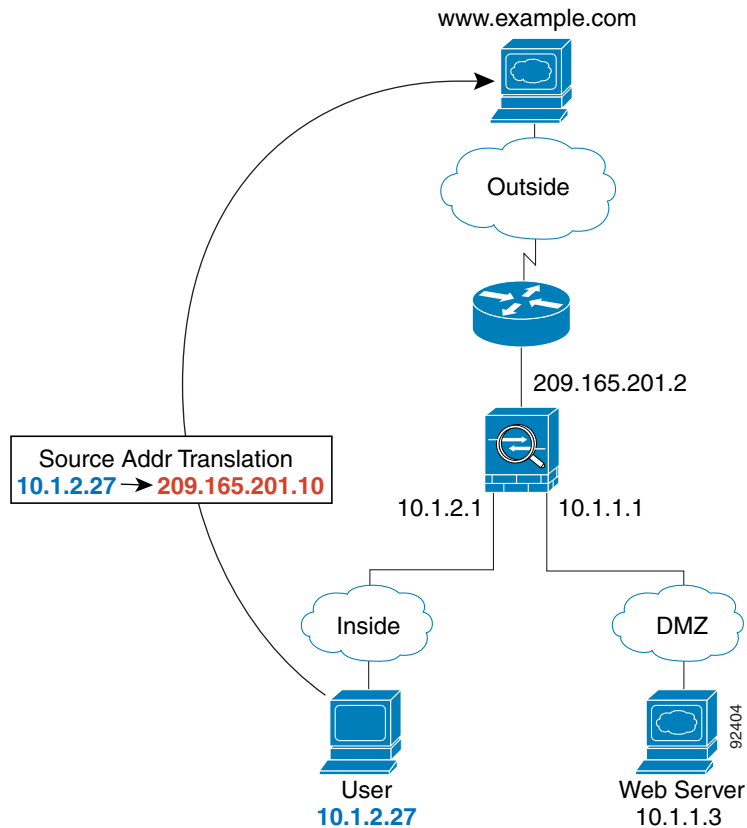 www.example.com
Outside
209.165.201.2
Source Addr Translation
10.1.2.27 209.165.201.10
10.1.2.1 10.1.1.1
Inside DMZ
User Web Server
10.1.2.27 10.1.1.3
92404